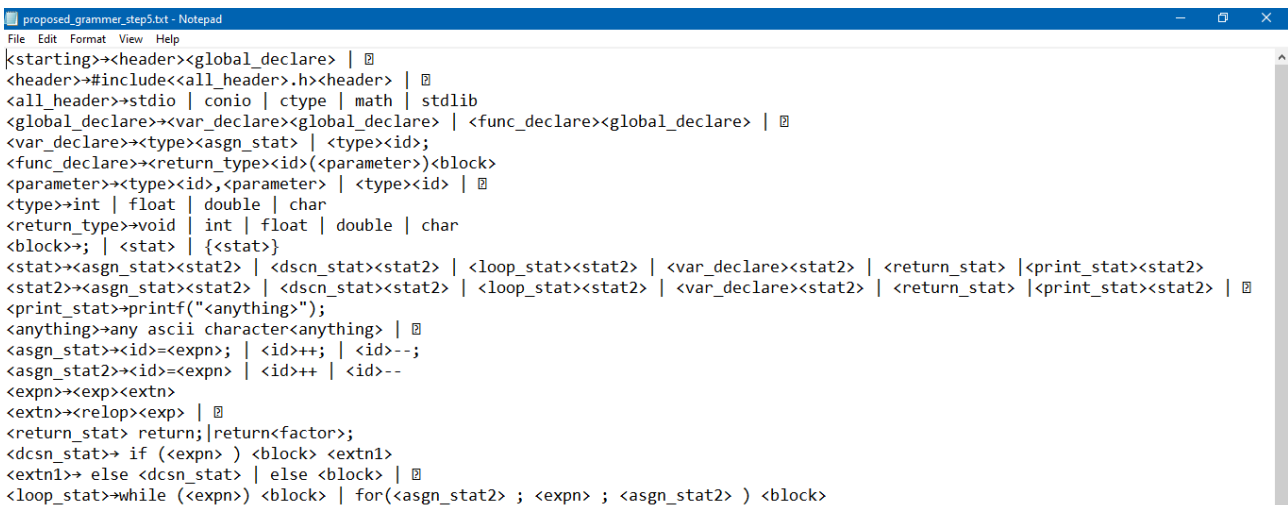 proposed_grammer_step5.txt - Notepad
File Edit Format View Help
<starting>→<header><global_declare> | ⍰
<header>→#include<<all_header>.h><header> | ⍰
<all_header>→stdio | conio | ctype | math | stdlib
<global_declare>→<var_declare><global_declare> | <func_declare><global_declare> | ⍰
<var_declare>→<type><asgn_stat> | <type><id>;
<func_declare>→<return_type><id>(<parameter>)<block>
<parameter>→<type><id>,<parameter> | <type><id> | ⍰
<type>→int | float | double | char
<return_type>→void | int | float | double | char
<block>→; | <stat> | {<stat>}
<stat>→<asgn_stat><stat2> | <dscn_stat><stat2> | <loop_stat><stat2> | <var_declare><stat2> | <return_stat> |<print_stat><stat2>
<stat2>→<asgn_stat><stat2> | <dscn_stat><stat2> | <loop_stat><stat2> | <var_declare><stat2> | <return_stat> |<print_stat><stat2> | ⍰
<print_stat>→printf("<anything>");
<anything>→any ascii character<anything> | ⍰
<asgn_stat>→<id>=<expn>; | <id>++; | <id>--;
<asgn_stat2>→<id>=<expn> | <id>++ | <id>--
<expn>→<exp><extn>
<extn>→<relop><exp> | ⍰
<return_stat> return;|return<factor>;
<dcsn_stat>→ if (<expn> ) <block> <extn1>
<extn1>→ else <dcsn_stat> | else <block> | ⍰
<loop_stat>→while (<expn>) <block> | for(<asgn_stat2> ; <expn> ; <asgn_stat2> ) <block>